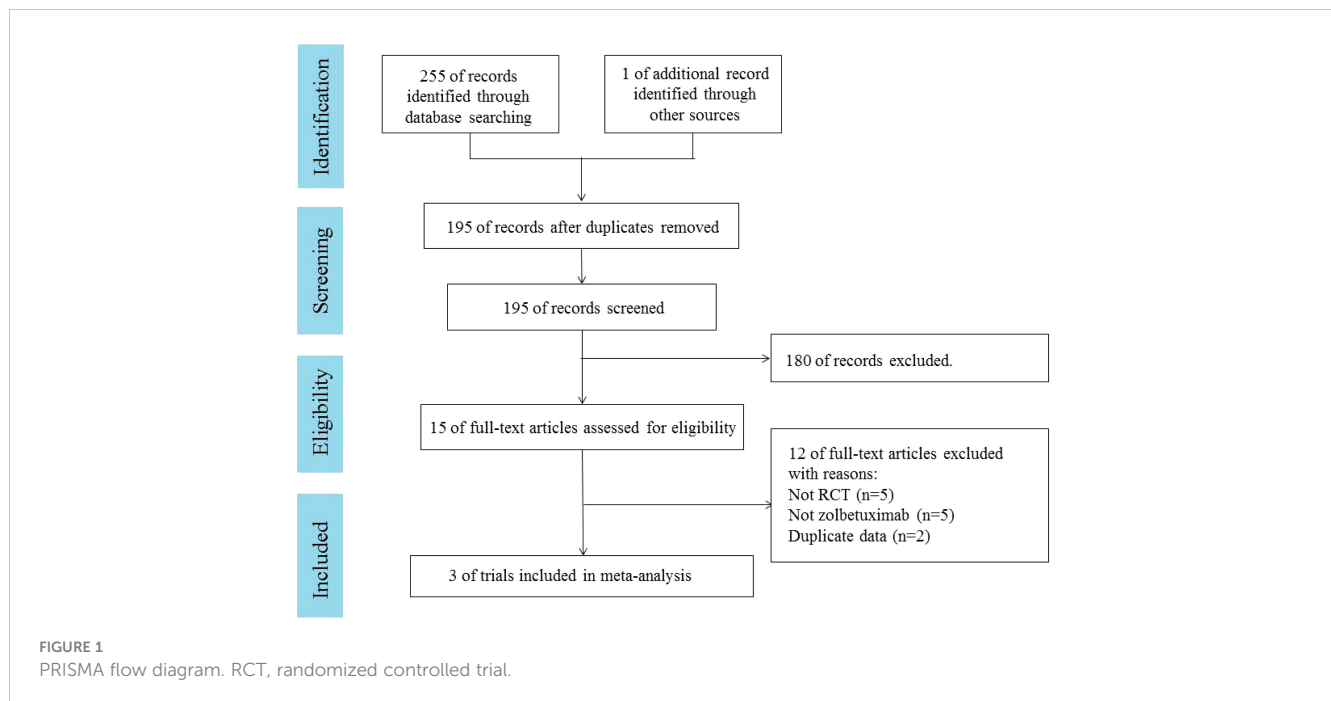 Identification
255 of records
identified through
database searching
1 of additional record
identified through
other sources
Screening
195 of records after duplicates removed
195 of records screened
180 of records excluded.
Eligibility
15 of full-text articles assessed for eligibility
12 of full-text articles excluded
with reasons:
Not RCT (n=5)
Not zolbetuximab (n=5)
Duplicate data (n=2)
Included
3 of trials included in meta-analysis
FIGURE 1
PRISMA flow diagram. RCT, randomized controlled trial.